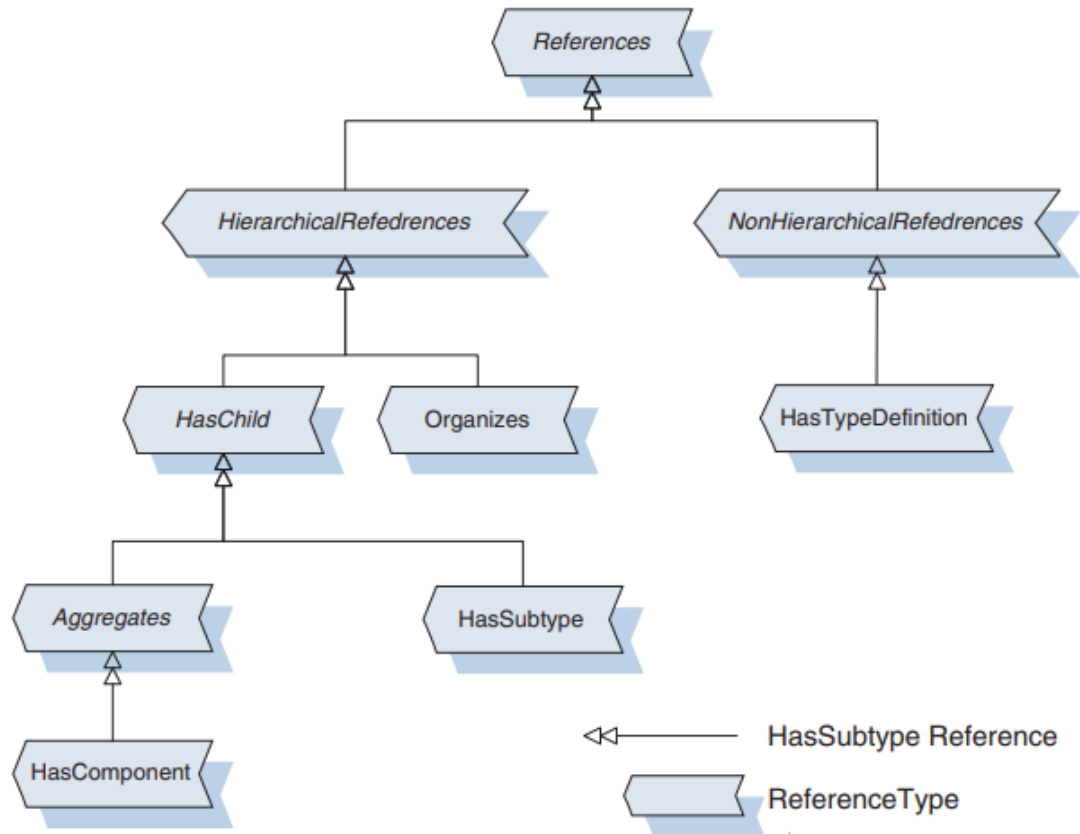 References
HierarchicalRefedrences
NonHierarchicalRefedrences
HasChild
Organizes
HasTypeDefinition
Aggregates
HasSubtype
HasComponent
HasSubtype Reference
ReferenceType